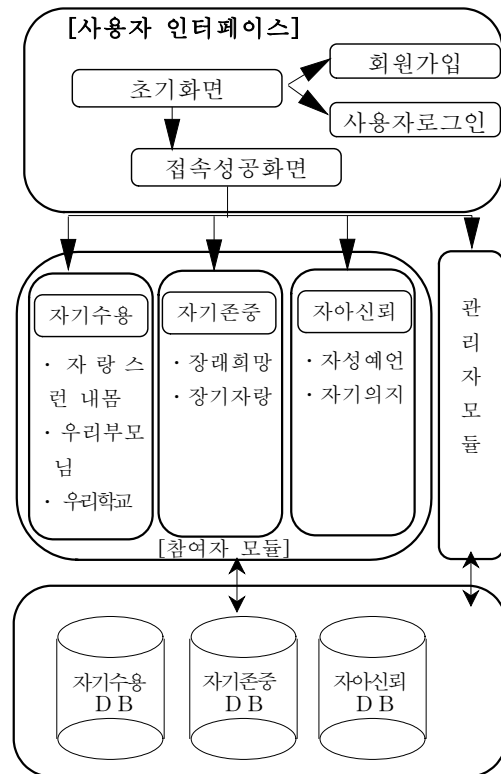 [사용자 인터페이스]
회원가입
초기화면
사용자로그인
접속성공화면
자기수용
· 자 랑 스
런 내몸
· 우리부모
님
· 우리학교
자기존중
· 장래희망
· 장기자랑
자아신뢰
· 자성예언
· 자기의지
관
리
자
모
듈
[참여자 모듈]
자기수용
D B
자기존중
D B
자아신뢰
D B